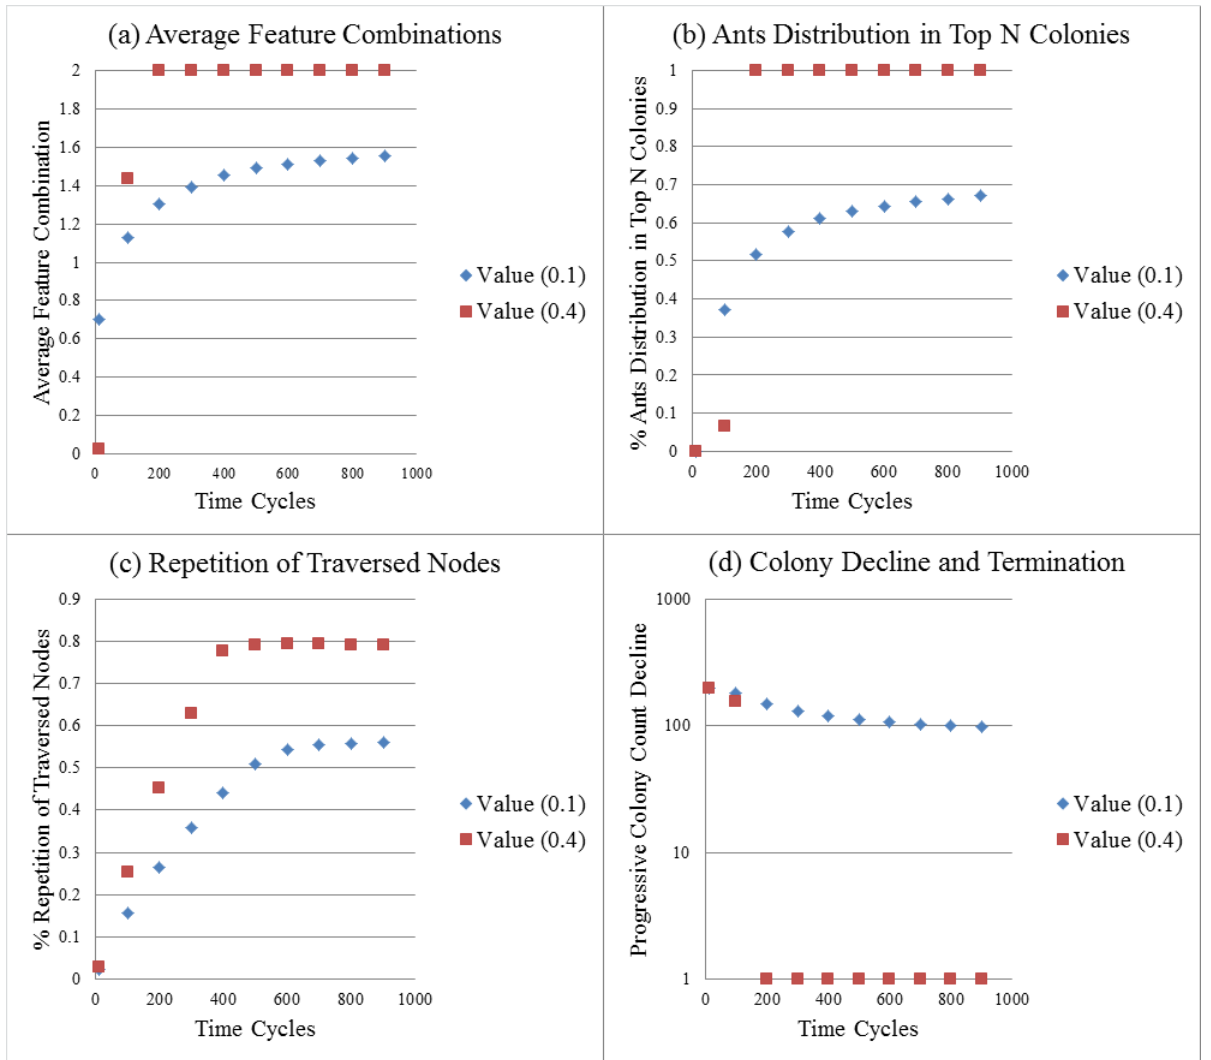 (a) Average Feature Combinations
Average Feature Combination
2
1.8
1.6
1.4
1.2
1
0.8
0.6
0.4
0.2
0
0 200 400 600 800 1000
Time Cycles
Value (0.1)
Value (0.4)
(b) Ants Distribution in Top N Colonies
% Ants Distribution in Top N Colonies
1
0.9
0.8
0.7
0.6
0.5
0.4
0.3
0.2
0.1
0
0 200 400 600 800 1000
Time Cycles
Value (0.1)
Value (0.4)
(c) Repetition of Traversed Nodes
% Repetition of Traversed Nodes
0.9
0.8
0.7
0.6
0.5
0.4
0.3
0.2
0.1
0
0 200 400 600 800 1000
Time Cycles
Value (0.1)
Value (0.4)
(d) Colony Decline and Termination
Progressive Colony Count Decline
1000
100
10
1
0 200 400 600 800 1000
Time Cycles
Value (0.1)
Value (0.4)